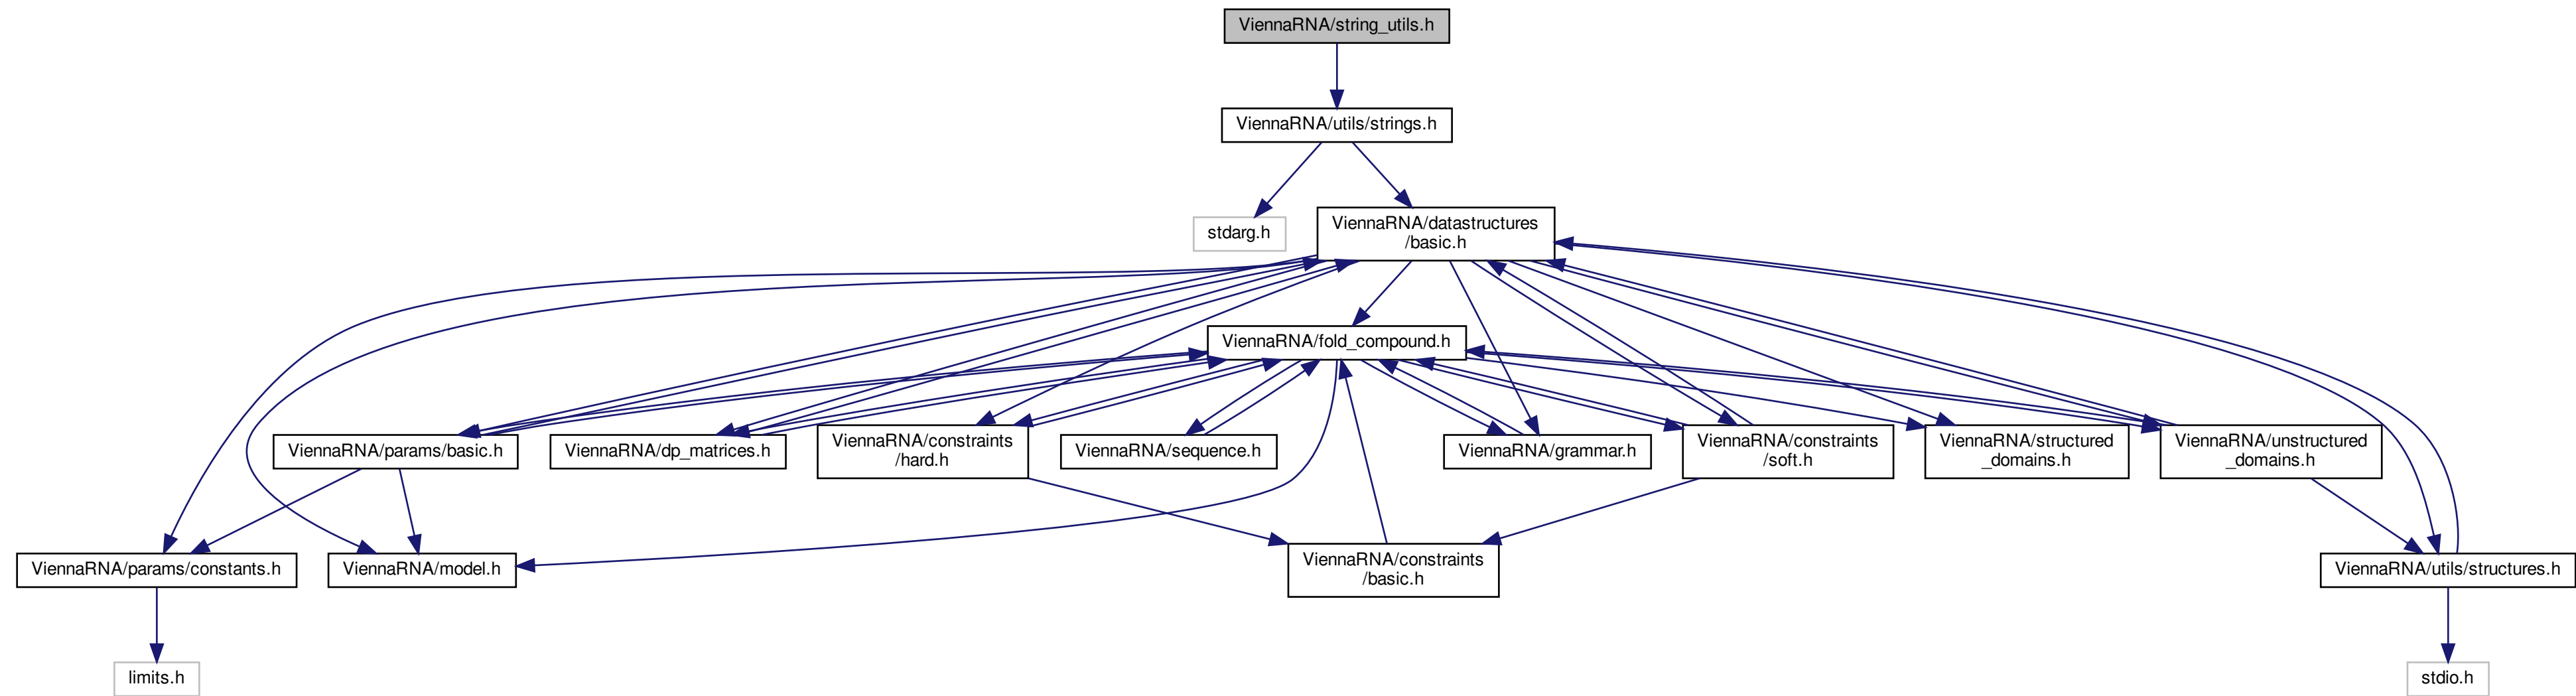 ViennaRNA/string_utils.h
ViennaRNA/utils/strings.h
stdarg.h
ViennaRNA/datastructures
/basic.h
ViennaRNA/fold_compound.h
ViennaRNA/params/basic.h
ViennaRNA/dp_matrices.h
ViennaRNA/constraints
/hard.h
ViennaRNA/sequence.h
ViennaRNA/grammar.h
ViennaRNA/constraints
/soft.h
ViennaRNA/structured
_domains.h
ViennaRNA/unstructured
_domains.h
ViennaRNA/params/constants.h
ViennaRNA/model.h
ViennaRNA/constraints
/basic.h
ViennaRNA/utils/structures.h
limits.h
stdio.h